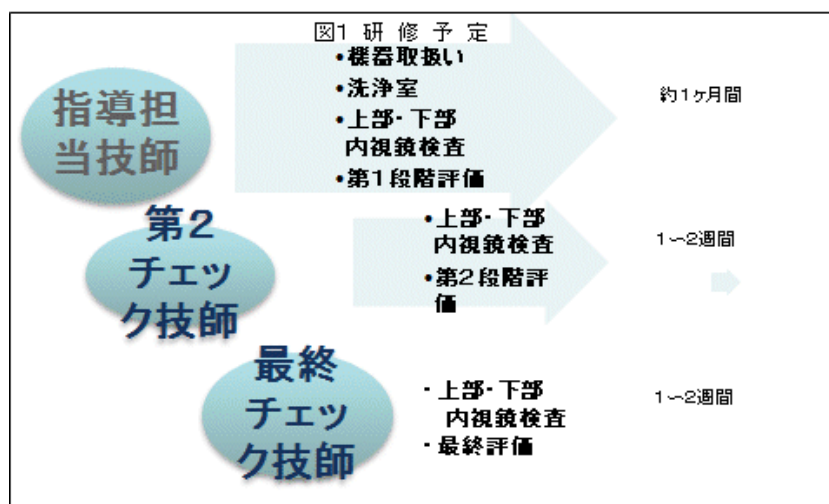 図1 研 修 予 定
指導担
当技師
•機器取扱い
•洗浄室
•上部・下部
内視鏡検査
•第1段階評価
約1ヶ月間
第2
チェッ
ク技師
•上部・下部
内視鏡検査
•第2段階評
価
1～2週間
最終
チェッ
ク技師
・上部・下部
内視鏡検査
・最終評価
1～2週間